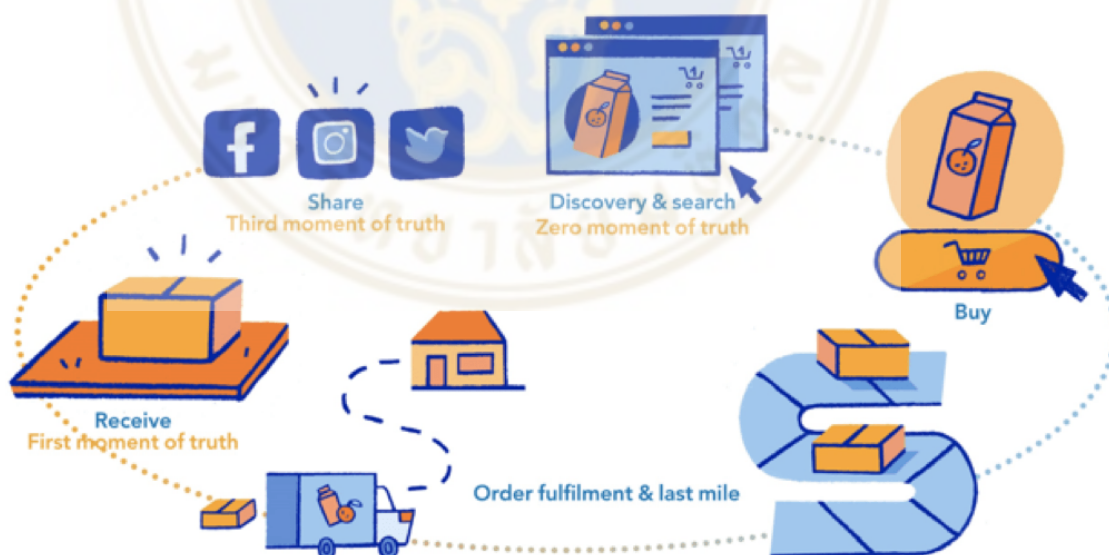 Share
Third moment of truth
Discovery & search
Zero moment of truth
Buy
Receive
First moment of truth
Order fulfilment & last mile